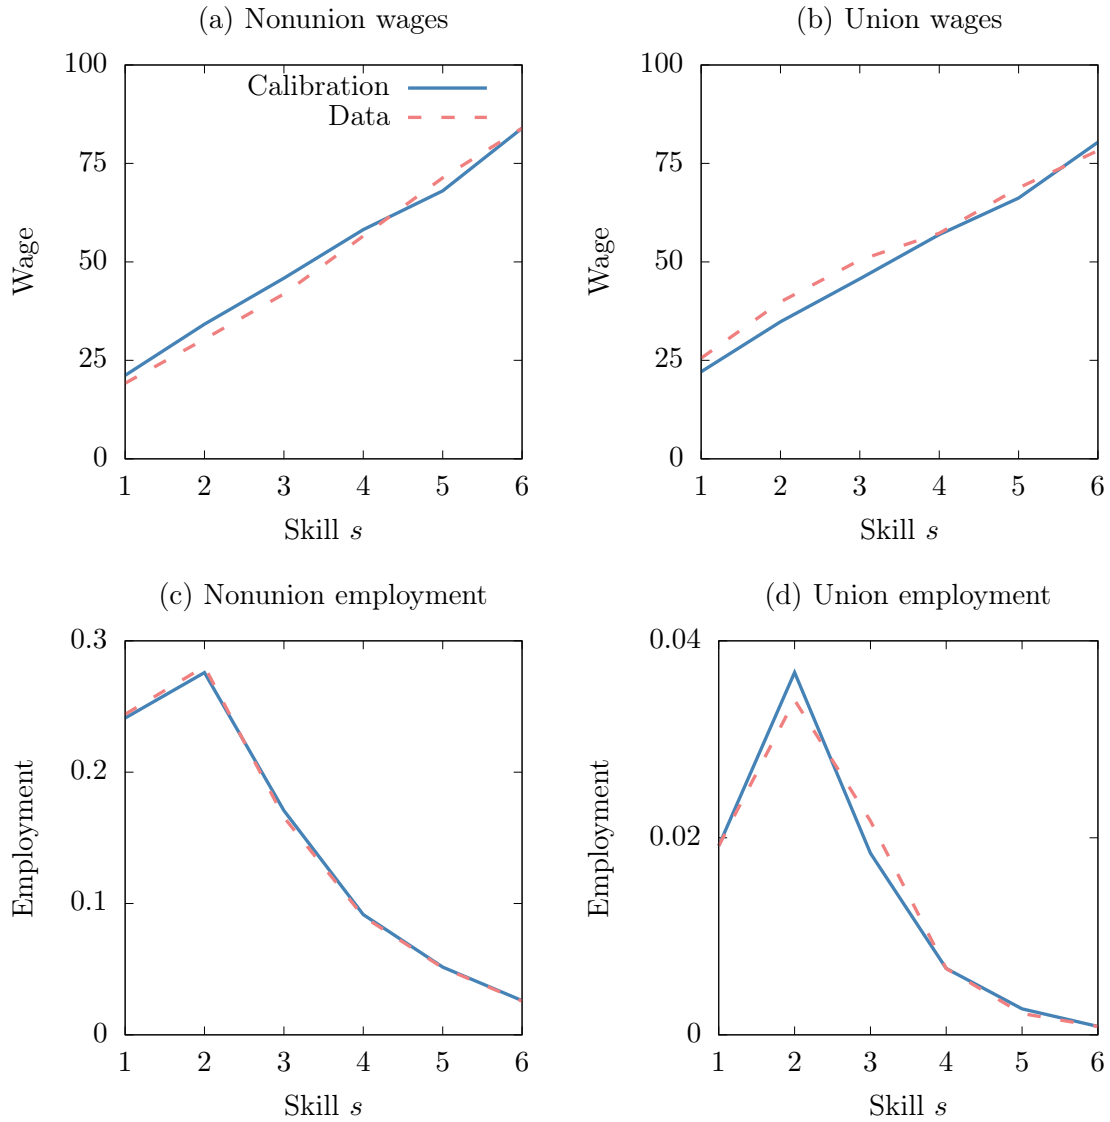 (a) Nonunion wages
100
75
50
25
0
Wage
Calibration
Data
1 2 3 4 5 6
Skill s
(b) Union wages
100
75
50
25
0
Wage
1 2 3 4 5 6
Skill s
(c) Nonunion employment
0.3
0.2
0.1
0
Employment
1 2 3 4 5 6
Skill s
(d) Union employment
0.04
0.02
0
Employment
1 2 3 4 5 6
Skill s